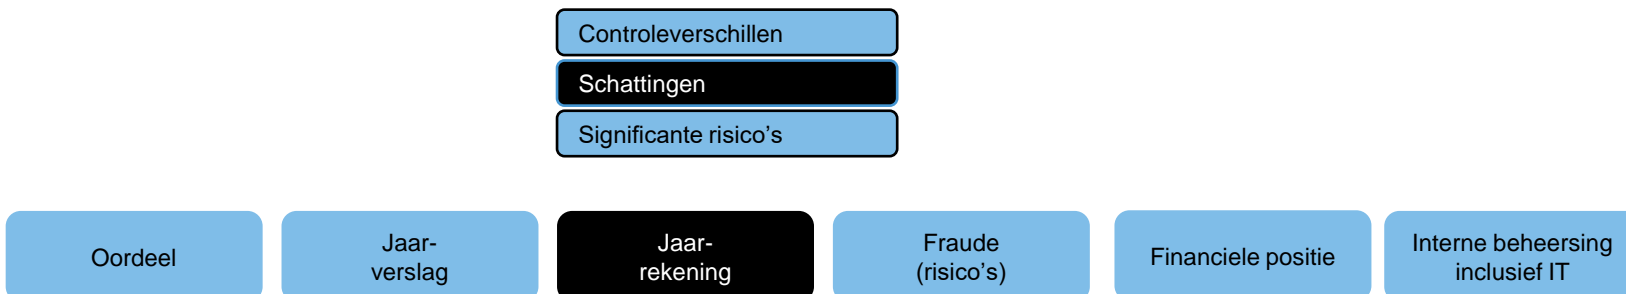 Controleverschillen
Schattingen
Significante risico’s
Oordeel
Jaar-
verslag
Jaar-
rekening
Fraude
(risico’s)
Financiele positie
Interne beheersing
inclusief IT